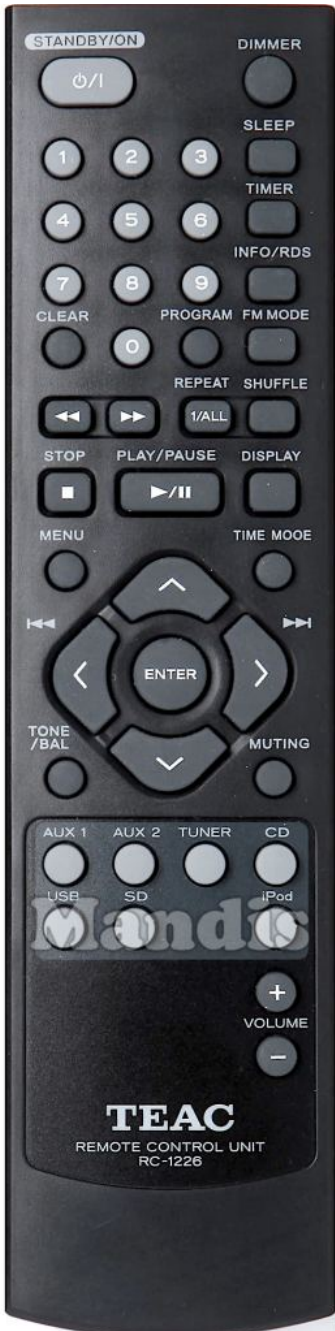 STANDBY/ON DIMMER
⏻/I
SLEEP
1 2 3
TIMER
4 5 6
INFO/RDS
7 8 9
CLEAR PROGRAM FM MODE
0
REPEAT SHUFFLE
1/ALL
STOP PLAY/PAUSE DISPLAY
MENU TIME MOOE
ENTER
TONE
/BAL MUTING
AUX 1 AUX 2 TUNER CD
USB SD iPod
Mandis
+
VOLUME
−
TEAC
REMOTE CONTROL UNIT
RC-1226